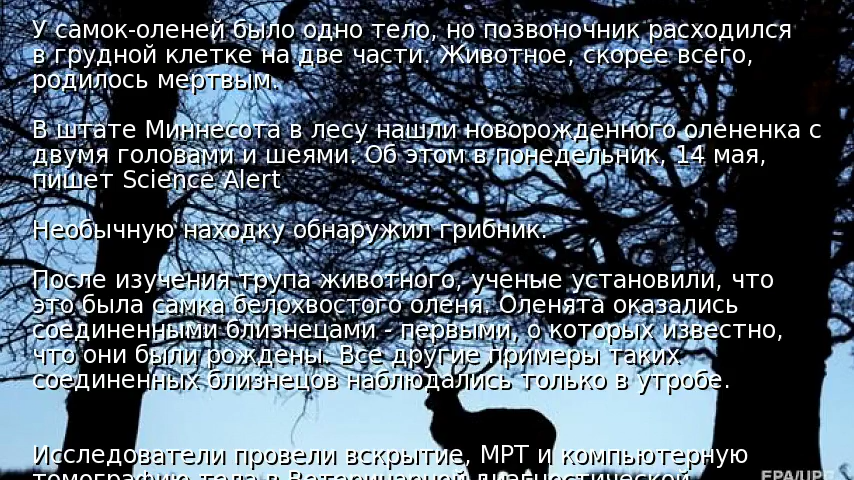 У самок-оленей было одно тело, но позвоночник расходился
в грудной клетке на две части. Животное, скорее всего,
родилось мертвым.
В штате Миннесота в лесу нашли новорожденного олененка с
двумя головами и шеями. Об этом в понедельник, 14 мая,
пишет Science Alert
Необычную находку обнаружил грибник.
После изучения трупа животного, ученые установили, что
это была самка белохвостого оленя. Оленята оказались
соединенными близнецами - первыми, о которых известно,
что они были рождены. Все другие примеры таких
соединенных близнецов наблюдались только в утробе.
Исследователи провели вскрытие, МРТ и компьютерную
томографию тела в Ветеринарной диагностической